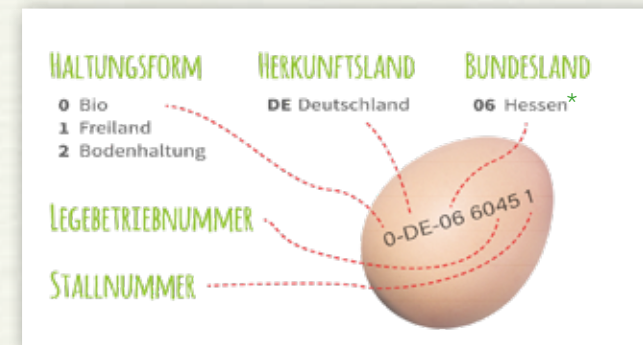 HALTUNGSFORM
0 Bio
1 Freiland
2 Bodenhaltung
HERKUNFTSLAND
DE Deutschland
BUNDESLAND
06 Hessen*
LEGEBETRIEBNUMMER
STALLNUMMER
0-DE-06 6045 1